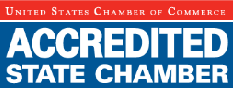 UNITED STATES CHAMBER OF COMMERCE
ACCREDITED
STATE CHAMBER